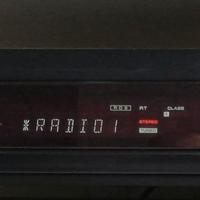 RDS RT CLASS
RADIO1 STEREO
TUNED